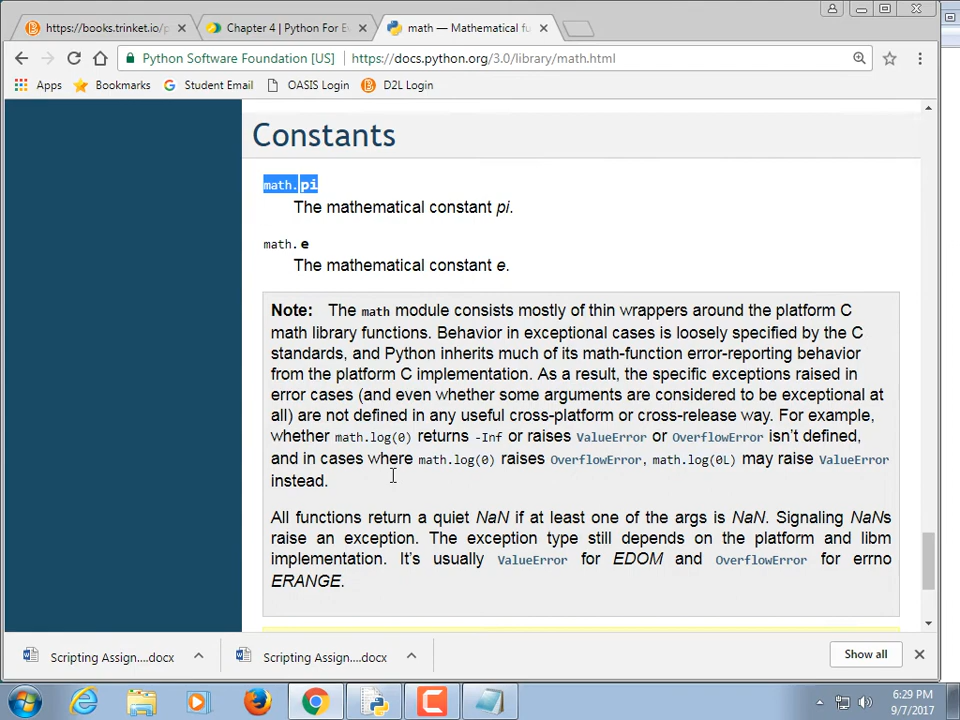 https://books.trinket.io/p
Chapter 4 | Python For E
math — Mathematical fu
Python Software Foundation [US]
https://docs.python.org/3.0/library/math.html
Apps
Bookmarks
Student Email
OASIS Login
D2L Login
Constants
math.pi
The mathematical constant pi.
math.e
The mathematical constant e.
Note: The math module consists mostly of thin wrappers around the platform C
math library functions. Behavior in exceptional cases is loosely specified by the C
standards, and Python inherits much of its math-function error-reporting behavior
from the platform C implementation. As a result, the specific exceptions raised in
error cases (and even whether some arguments are considered to be exceptional at
all) are not defined in any useful cross-platform or cross-release way. For example,
whether math.log(0) returns -Inf or raises ValueError or OverflowError isn't defined,
and in cases where math.log(0) raises OverflowError, math.log(0L) may raise ValueError
instead.
All functions return a quiet NaN if at least one of the args is NaN. Signaling NaNs
raise an exception. The exception type still depends on the platform and libm
implementation. It's usually ValueError for EDOM and OverflowError for errno
ERANGE.
Scripting Assign....docx
Scripting Assign....docx
Show all
6:29 PM
9/7/2017